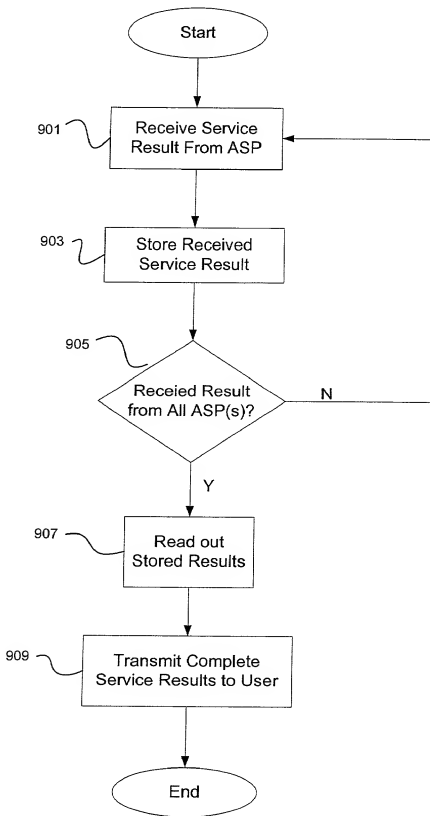 Start
901
Receive Service
Result From ASP
903
Store Received
Service Result
905
Receied Result
from All ASP(s)?
N
Y
907
Read out
Stored Results
909
Transmit Complete
Service Results to User
End